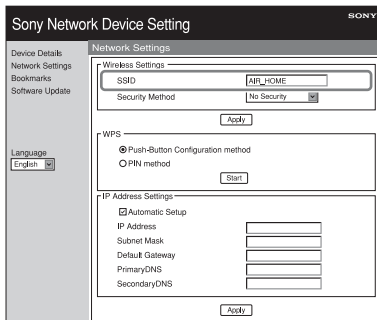 Sony Network Device Setting
SONY
Device Details
Network Settings
Bookmarks
Software Update
Language
English
Network Settings
Wireless Settings
SSID
AIR_HOME
Security Method
No Security
Apply
WPS
Push-Button Configuration method
PIN method
Start
IP Address Settings
Automatic Setup
IP Address
Subnet Mask
Default Gateway
PrimaryDNS
SecondaryDNS
Apply